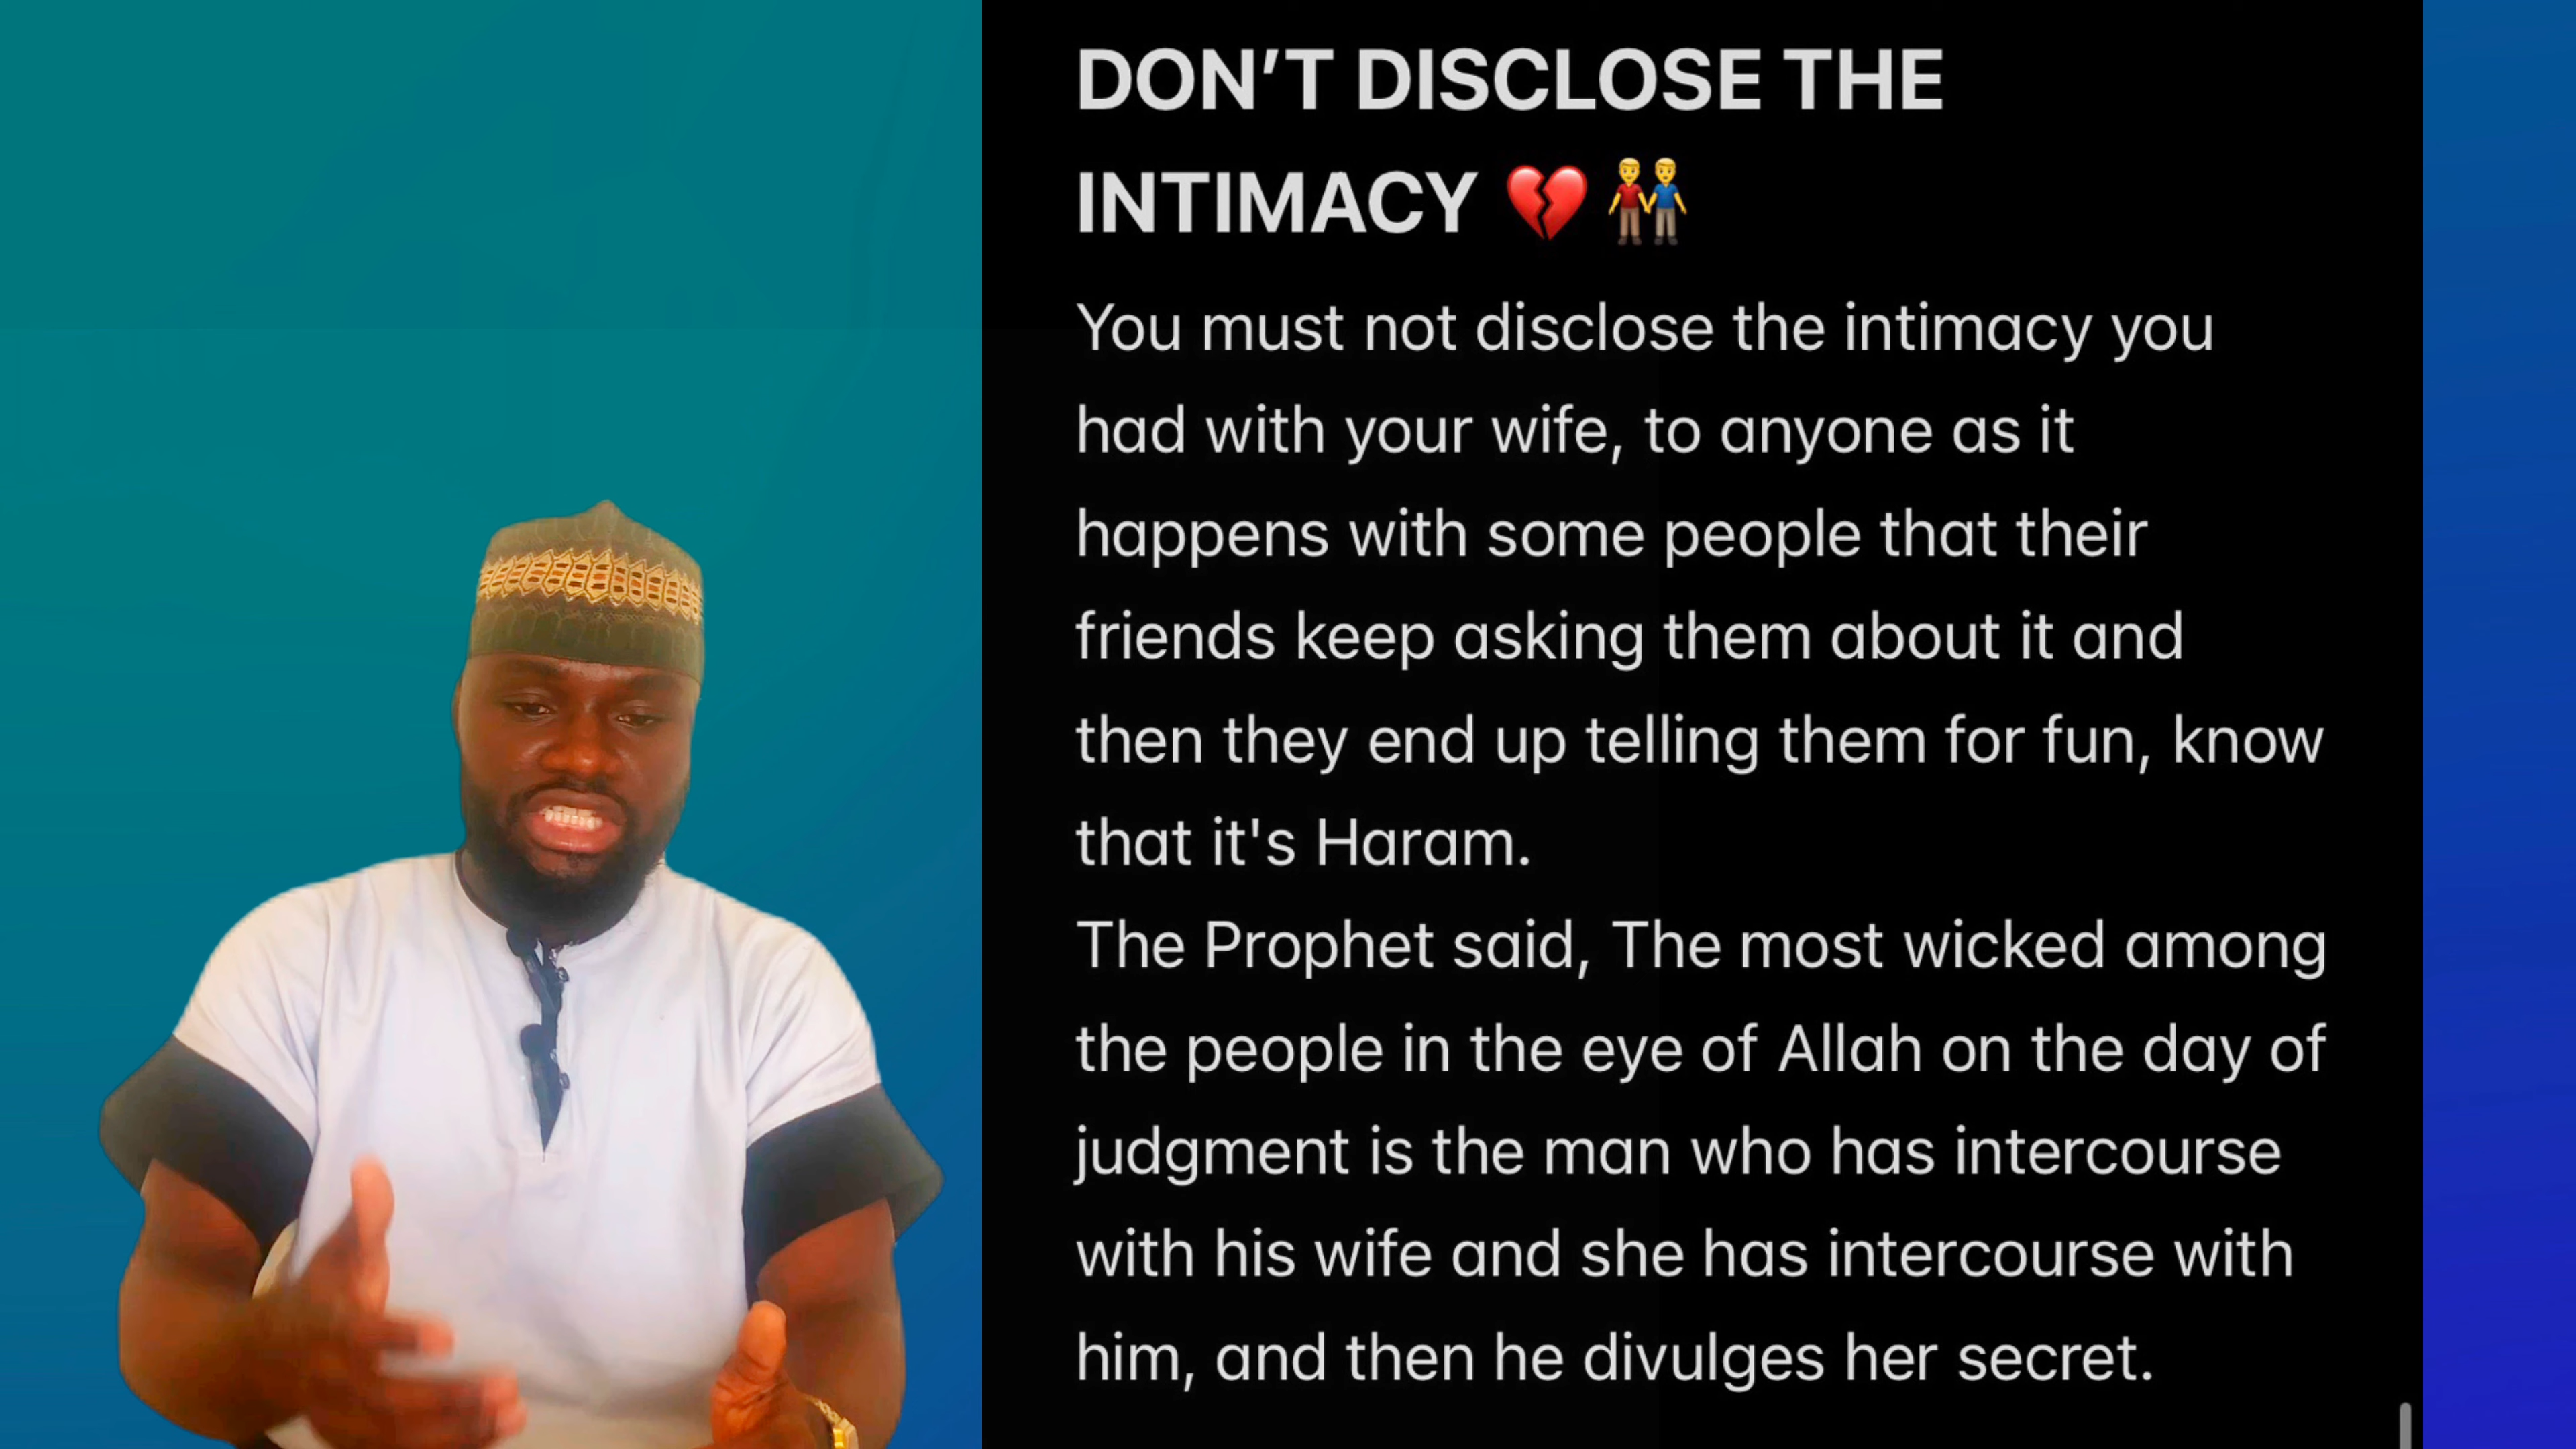 DON’T DISCLOSE THE
INTIMACY 💔👬
You must not disclose the intimacy you
had with your wife, to anyone as it
happens with some people that their
friends keep asking them about it and
then they end up telling them for fun, know
that it's Haram.
The Prophet said, The most wicked among
the people in the eye of Allah on the day of
judgment is the man who has intercourse
with his wife and she has intercourse with
him, and then he divulges her secret.